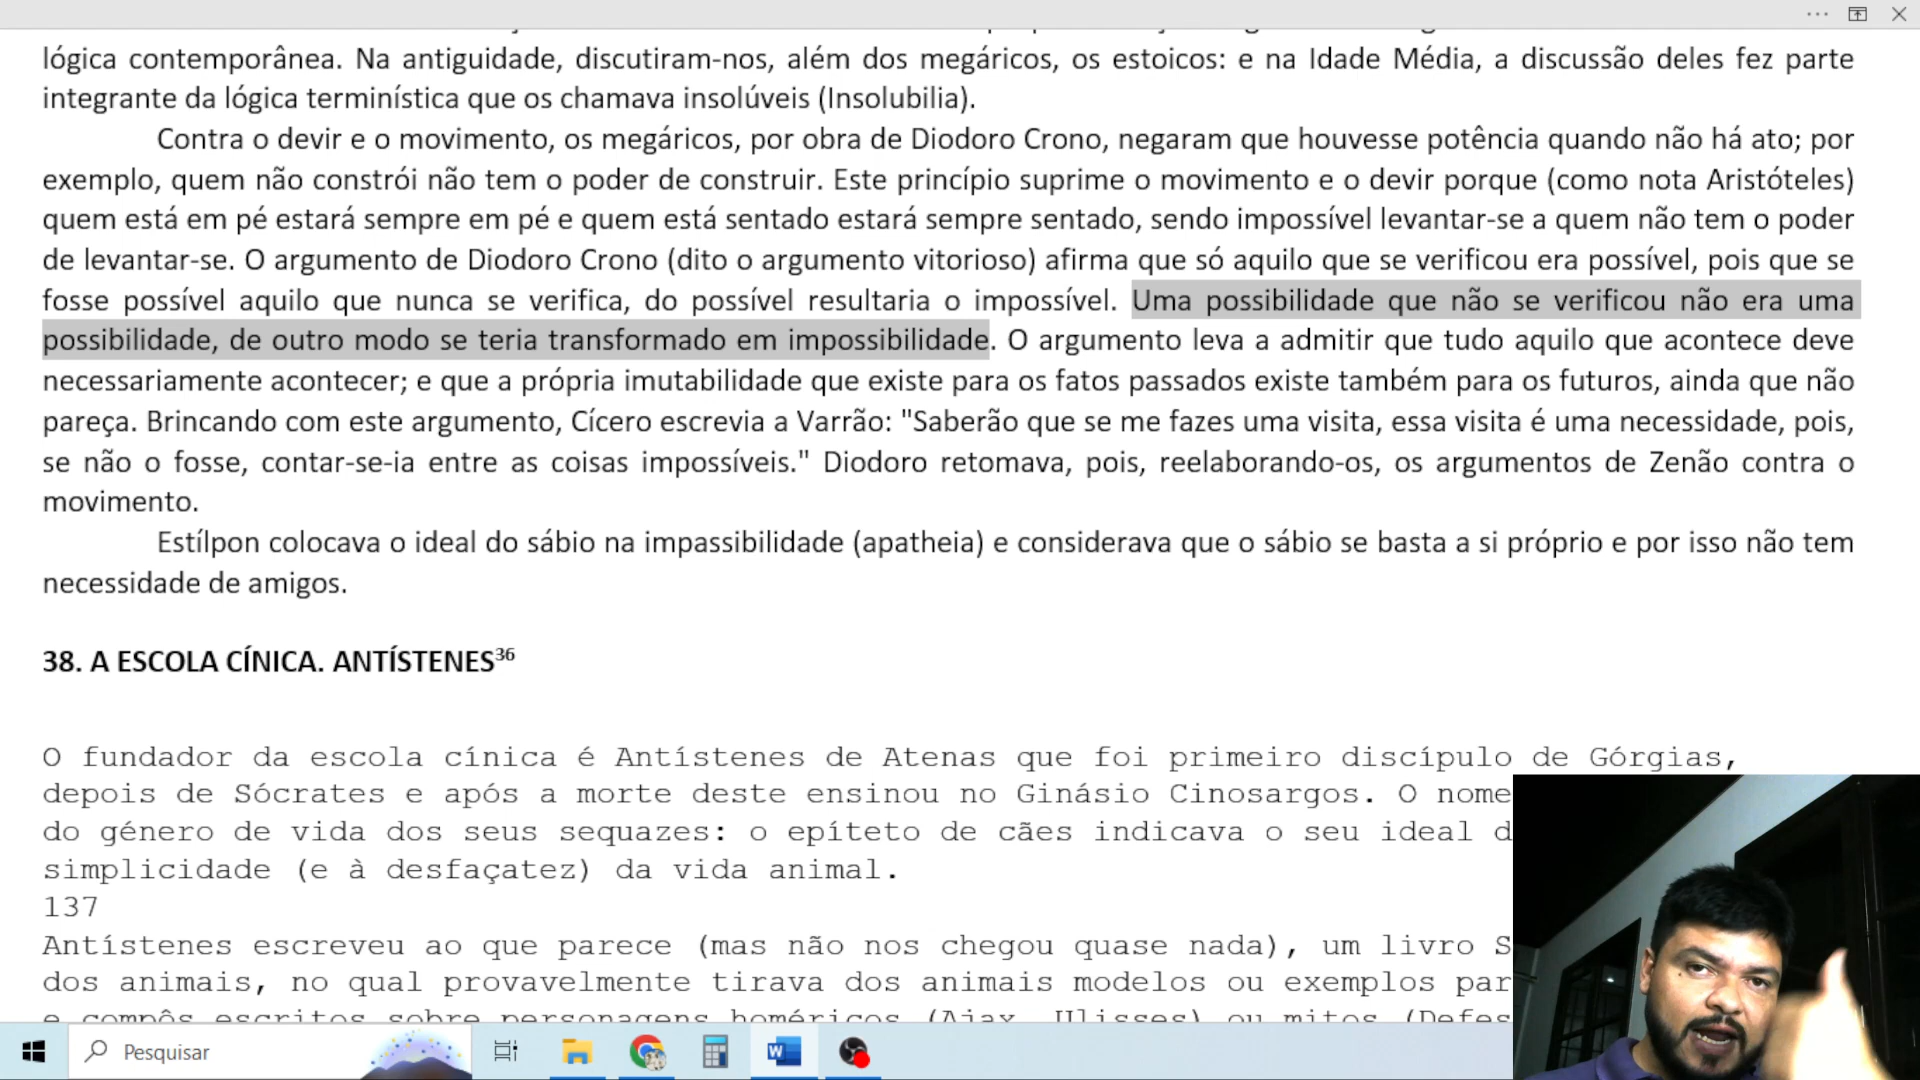 lógica contemporânea. Na antiguidade, discutiram-nos, além dos megáricos, os estoicos: e na Idade Média, a discussão deles fez parte
integrante da lógica terminística que os chamava insolúveis (Insolubilia).
Contra o devir e o movimento, os megáricos, por obra de Diodoro Crono, negaram que houvesse potência quando não há ato; por
exemplo, quem não constrói não tem o poder de construir. Este princípio suprime o movimento e o devir porque (como nota Aristóteles)
quem está em pé estará sempre em pé e quem está sentado estará sempre sentado, sendo impossível levantar-se a quem não tem o poder
de levantar-se. O argumento de Diodoro Crono (dito o argumento vitorioso) afirma que só aquilo que se verificou era possível, pois que se
fosse possível aquilo que nunca se verifica, do possível resultaria o impossível. Uma possibilidade que não se verificou não era uma
possibilidade, de outro modo se teria transformado em impossibilidade. O argumento leva a admitir que tudo aquilo que acontece deve
necessariamente acontecer; e que a própria imutabilidade que existe para os fatos passados existe também para os futuros, ainda que não
pareça. Brincando com este argumento, Cícero escrevia a Varrão: "Saberão que se me fazes uma visita, essa visita é uma necessidade, pois,
se não o fosse, contar-se-ia entre as coisas impossíveis." Diodoro retomava, pois, reelaborando-os, os argumentos de Zenão contra o
movimento.
Estílpon colocava o ideal do sábio na impassibilidade (apatheia) e considerava que o sábio se basta a si próprio e por isso não tem
necessidade de amigos.
38. A ESCOLA CÍNICA. ANTÍSTENES36
O fundador da escola cínica é Antístenes de Atenas que foi primeiro discípulo de Górgias,
depois de Sócrates e após a morte deste ensinou no Ginásio Cinosargos. O nome
do género de vida dos seus sequazes: o epíteto de cães indicava o seu ideal d
simplicidade (e à desfaçatez) da vida animal.
137
Antístenes escreveu ao que parece (mas não nos chegou quase nada), um livro S
dos animais, no qual provavelmente tirava dos animais modelos ou exemplos par
e compôs escritos sobre personagens homéricos (Ajax, Ulisses) ou mitos (Defes
Pesquisar